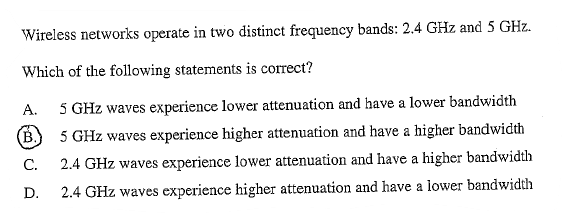 Wireless networks operate in two distinct frequency bands: 2.4 GHz and 5 GHz.
Which of the following statements is correct?
A. 5 GHz waves experience lower attenuation and have a lower bandwidth
B. 5 GHz waves experience higher attenuation and have a higher bandwidth
C. 2.4 GHz waves experience lower attenuation and have a higher bandwidth
D. 2.4 GHz waves experience higher attenuation and have a lower bandwidth